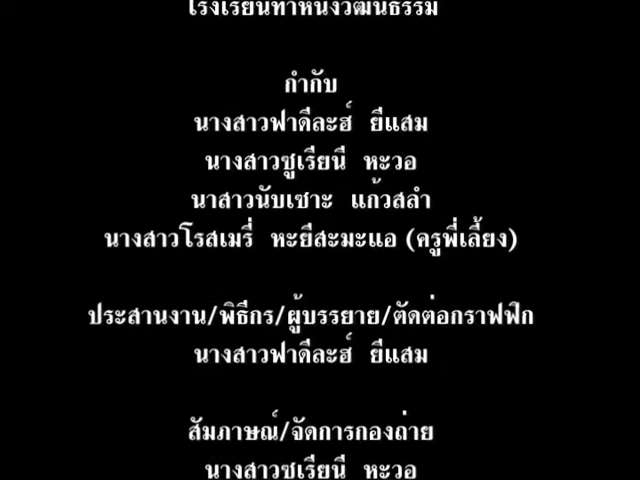 โรงเรียนทำหนังวัฒนธรรม
กำกับ
นางสาวฟาดีละฮ์ ยีแสม
นางสาวซูเรียนี หะวอ
นาสาวนับเซาะ แก้วสลำ
นางสาวโรสเมรี่ หะยีสะมะแอ (ครูพี่เลี้ยง)
ประสานงาน/พิธีกร/ผู้บรรยาย/ตัดต่อกราฟฟิก
นางสาวฟาดีละฮ์ ยีแสม
สัมภาษณ์/จัดการกองถ่าย
นางสาวซูเรียนี หะวอ